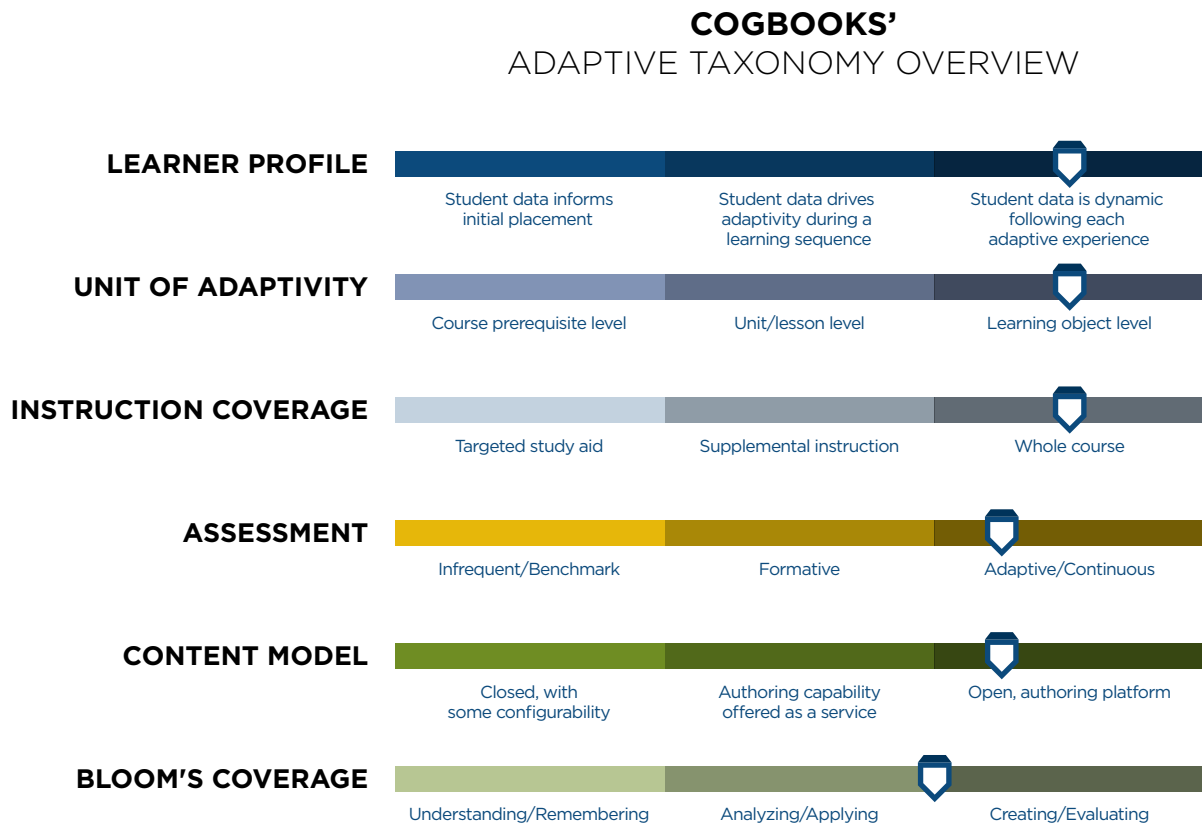 COGBOOKS’
ADAPTIVE TAXONOMY OVERVIEW
LEARNER PROFILE
Student data informs
initial placement
Student data drives
adaptivity during a
learning sequence
Student data is dynamic
following each
adaptive experience
UNIT OF ADAPTIVITY
Course prerequisite level
Unit/lesson level
Learning object level
INSTRUCTION COVERAGE
Targeted study aid
Supplemental instruction
Whole course
ASSESSMENT
Infrequent/Benchmark
Formative
Adaptive/Continuous
CONTENT MODEL
Closed, with
some configurability
Authoring capability
offered as a service
Open, authoring platform
BLOOM'S COVERAGE
Understanding/Remembering
Analyzing/Applying
Creating/Evaluating